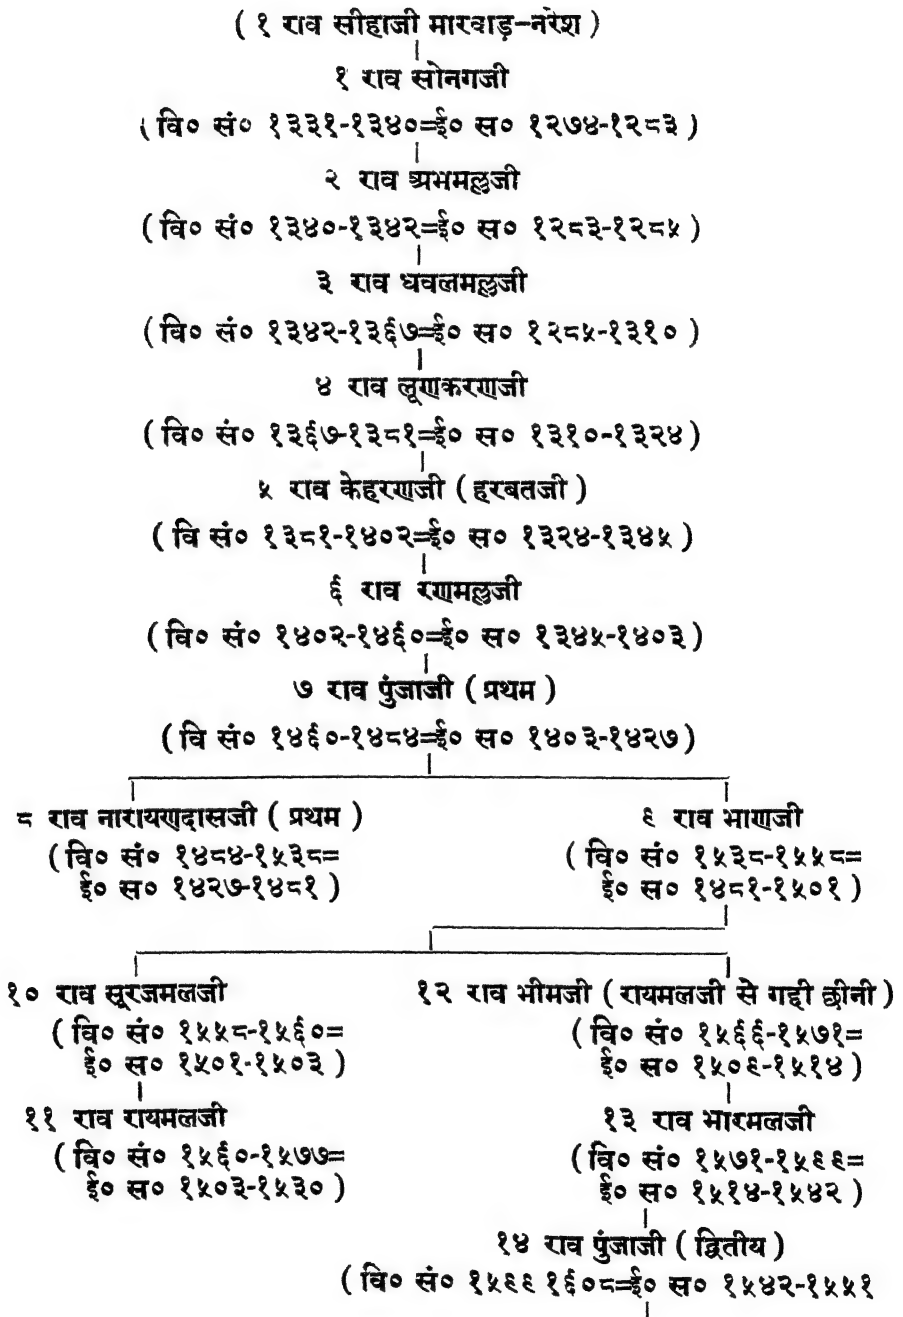 ( १ राव सीहाजी मारवाड़-नरेश )
१ राव सोनगजी
( वि० सं० १३३१-१३४०=ई० स० १२७४-१२८३ )
२ राव अभमल्लजी
( वि० सं० १३४०-१३४२=ई० स० १२८३-१२८५ )
३ राव धवलमल्लजी
( वि० सं० १३४२-१३६७=ई० स० १२८५-१३१० )
४ राव लूणकरणजी
( वि० सं० १३६७-१३८१=ई० स० १३१०-१३२४ )
५ राव केहरणजी ( हरबतजी )
( वि सं० १३८१-१४०२=ई० स० १३२४-१३४५ )
६ राव रणमल्लजी
( वि० सं० १४०२-१४६०=ई० स० १३४५-१४०३ )
७ राव पुंजाजी ( प्रथम )
( वि सं० १४६०-१४८४=ई० स० १४०३-१४२७ )
८ राव नारायणदासजी ( प्रथम )
( वि० सं० १४८४-१५३८=
ई० स० १४२७-१४८१ )
९ राव भाणजी
( वि० सं० १५३८-१५५८=
ई० स० १४८१-१५०१ )
१० राव सूरजमलजी
( वि० सं० १५५८-१५६०=
ई० स० १५०१-१५०३ )
११ राव रायमलजी
( वि० सं० १५६०-१५७७=
ई० स० १५०३-१५३० )
१२ राव भीमजी ( रायमलजी से गद्दी छीनी )
( वि० सं० १५६६-१५७१=
ई० स० १५०९-१५१४ )
१३ राव भारमलजी
( वि० सं० १५७१-१५९९=
ई० स० १५१४-१५४२ )
१४ राव पुंजाजी ( द्वितीय )
( वि० सं० १५९९ १६०८=ई० स० १५४२-१५५१